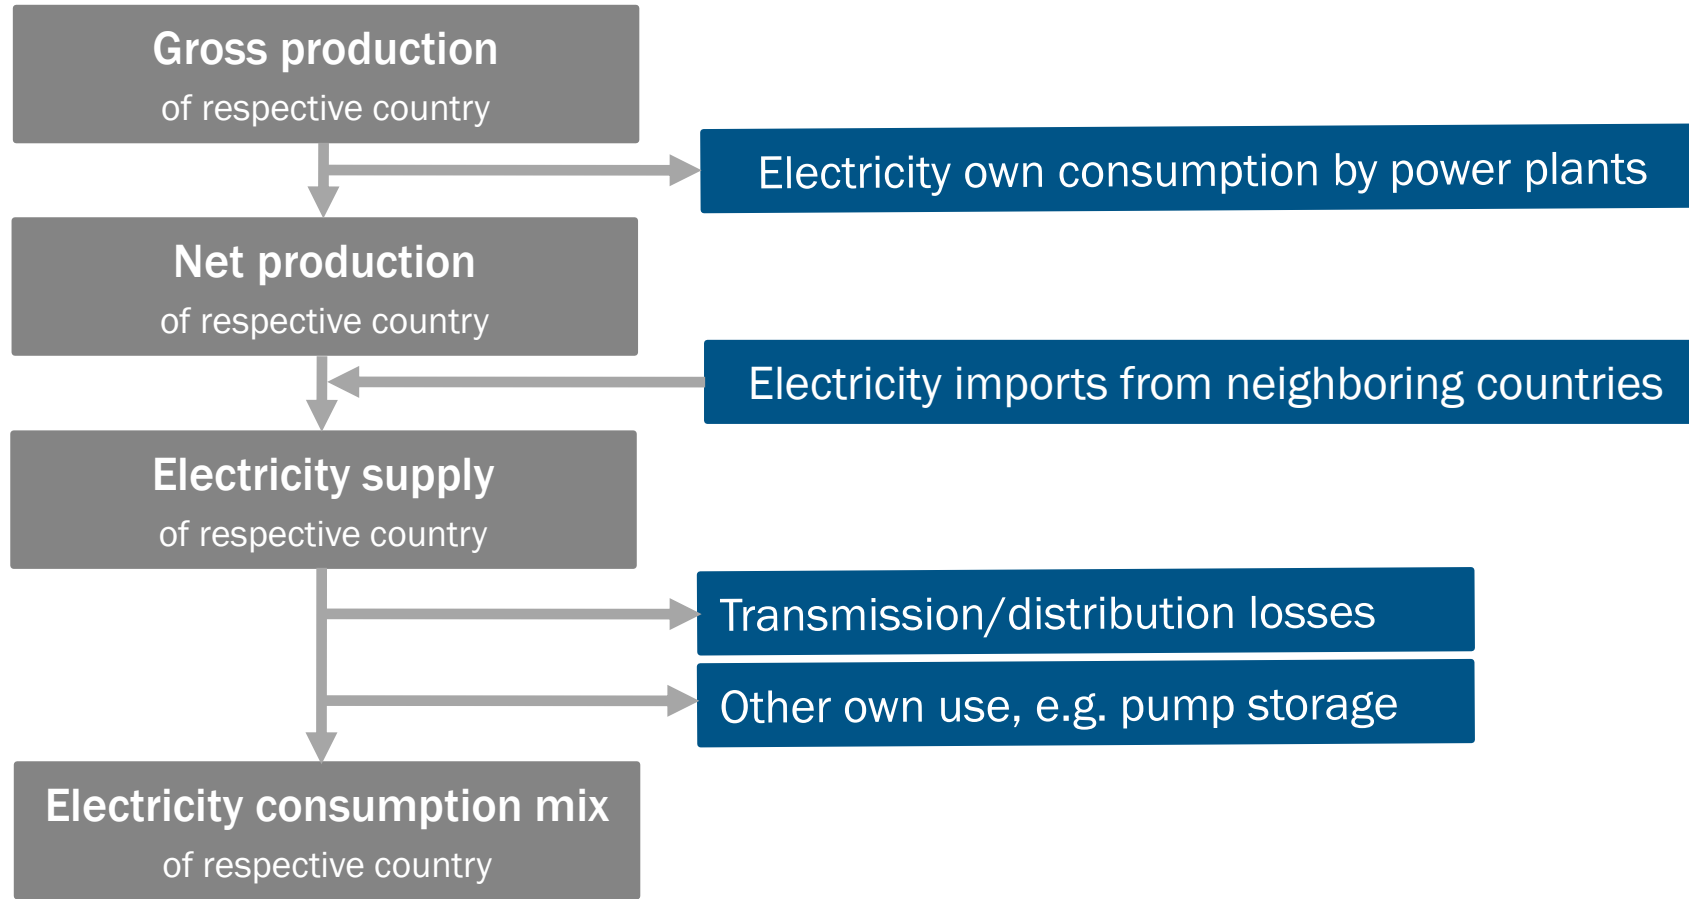 Gross production
of respective country
Electricity own consumption by power plants
Net production
of respective country
Electricity imports from neighboring countries
Electricity supply
of respective country
Transmission/distribution losses
Other own use, e.g. pump storage
Electricity consumption mix
of respective country